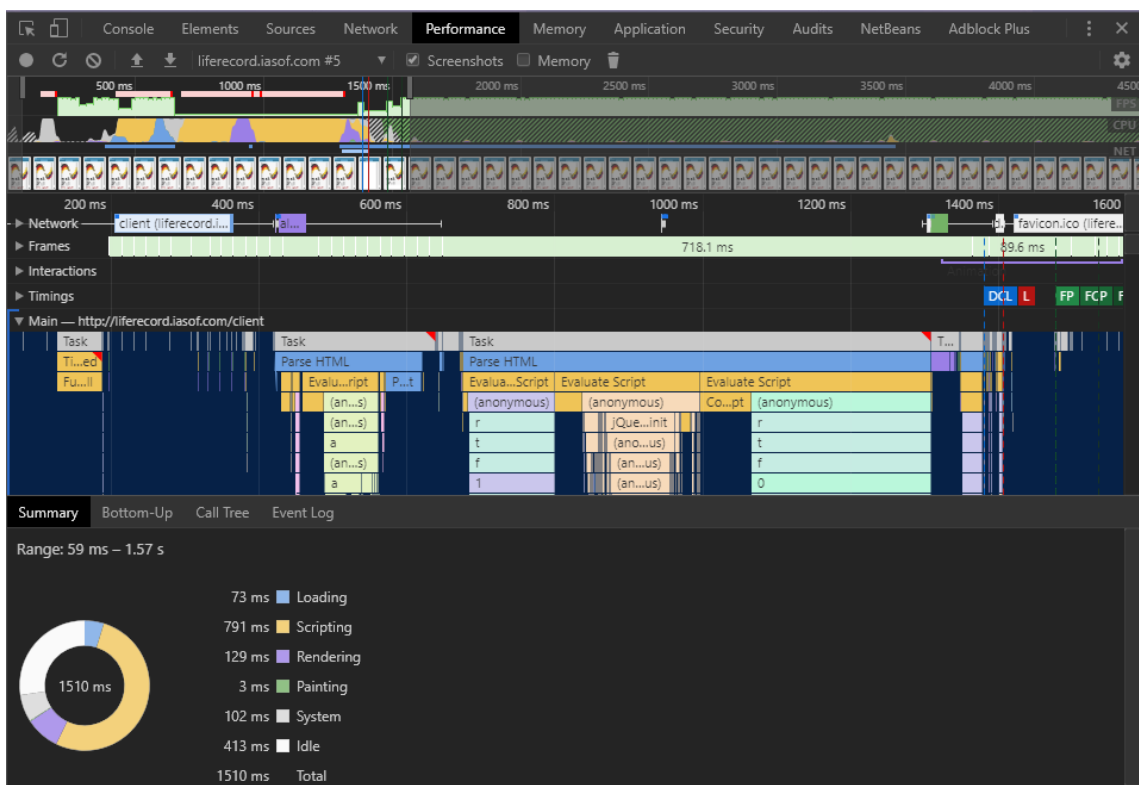 Console Elements Sources Network Performance Memory Application Security Audits NetBeans Adblock Plus
liferecord.iasof.com #5 Screenshots Memory
500 ms 1000 ms 1500 ms 2000 ms 2500 ms 3000 ms 3500 ms 4000 ms 4500
FPS
CPU
NET
200 ms 400 ms 600 ms 800 ms 1000 ms 1200 ms 1400 ms 1600
Network client (liferecord.i... al... d. favicon.ico (lifere..
Frames 718.1 ms 89.6 ms
Interactions
Timings DCL L FP FCP F
Main — http://liferecord.iasof.com/client
Task Task Task T...
Ti...ed Parse HTML Parse HTML
Fu...ll Evalu...ript P...t Evalua...Script Evaluate Script Evaluate Script
(an...s) (anonymous) (anonymous) Co...pt (anonymous)
(an...s) r jQue...init r
a t (ano...us) t
(an...s) f (an...us) f
a 1 (an...us) 0
Summary Bottom-Up Call Tree Event Log
Range: 59 ms – 1.57 s
73 ms Loading
791 ms Scripting
129 ms Rendering
1510 ms
3 ms Painting
102 ms System
413 ms Idle
1510 ms Total